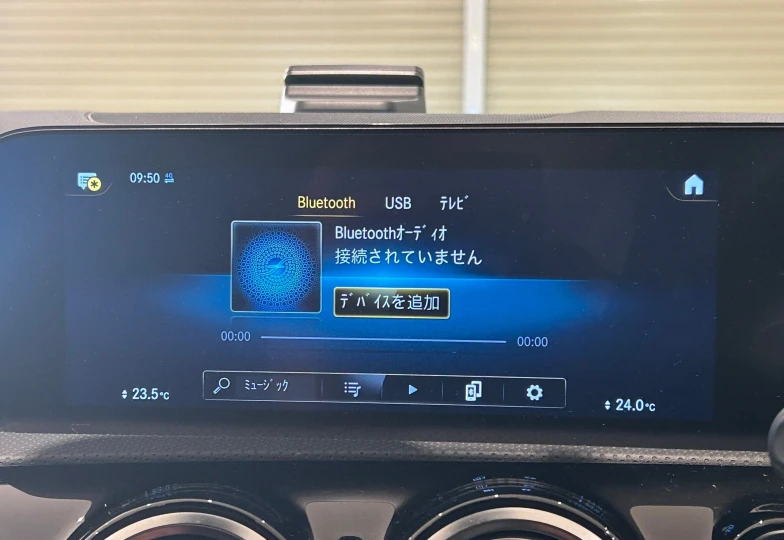 09:50 4G
Bluetooth USB ﾃﾚﾋﾞ
Bluetoothｵｰﾃﾞｨｵ
接続されていません
ﾃﾞﾊﾞｲｽを追加
00:00 00:00
ﾐｭｰｼﾞｯｸ
23.5°C
24.0°C